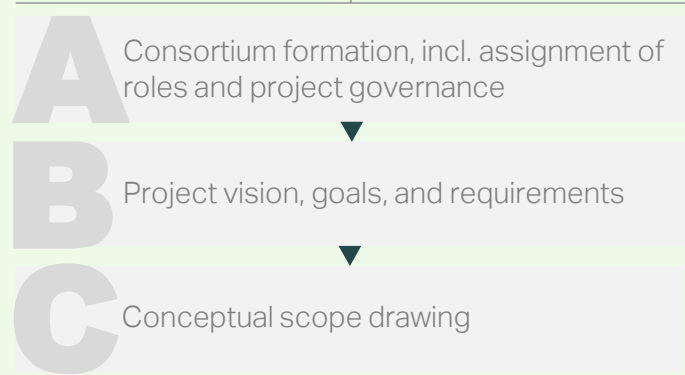 A
Consortium formation, incl. assignment of
roles and project governance
B
Project vision, goals, and requirements
C
Conceptual scope drawing